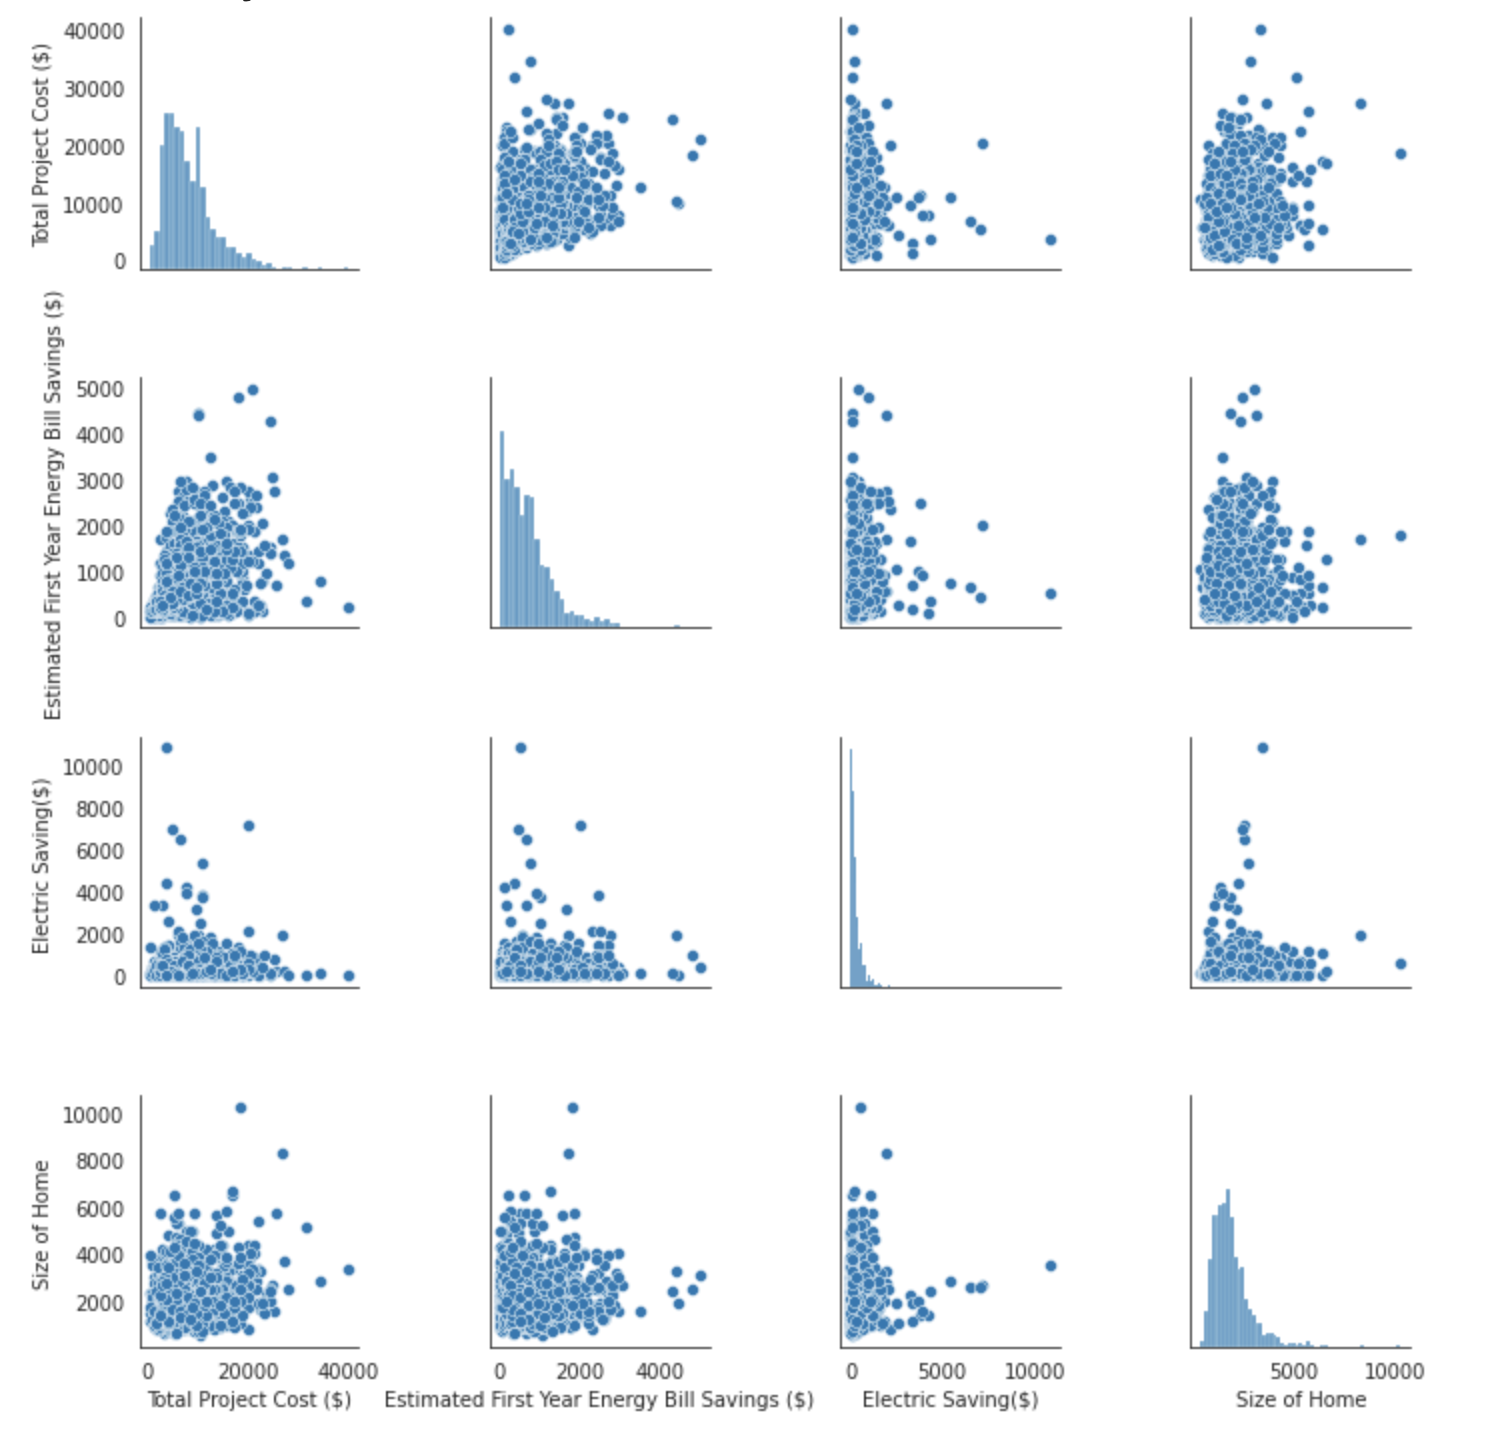 40000
30000
20000
10000
0
Total Project Cost ($)
5000
4000
3000
2000
1000
0
Estimated First Year Energy Bill Savings ($)
10000
8000
6000
4000
2000
0
Electric Saving($)
10000
8000
6000
4000
2000
Size of Home
0 20000 40000
Total Project Cost ($)
0 2000 4000
Estimated First Year Energy Bill Savings ($)
0 5000 10000
Electric Saving($)
5000 10000
Size of Home